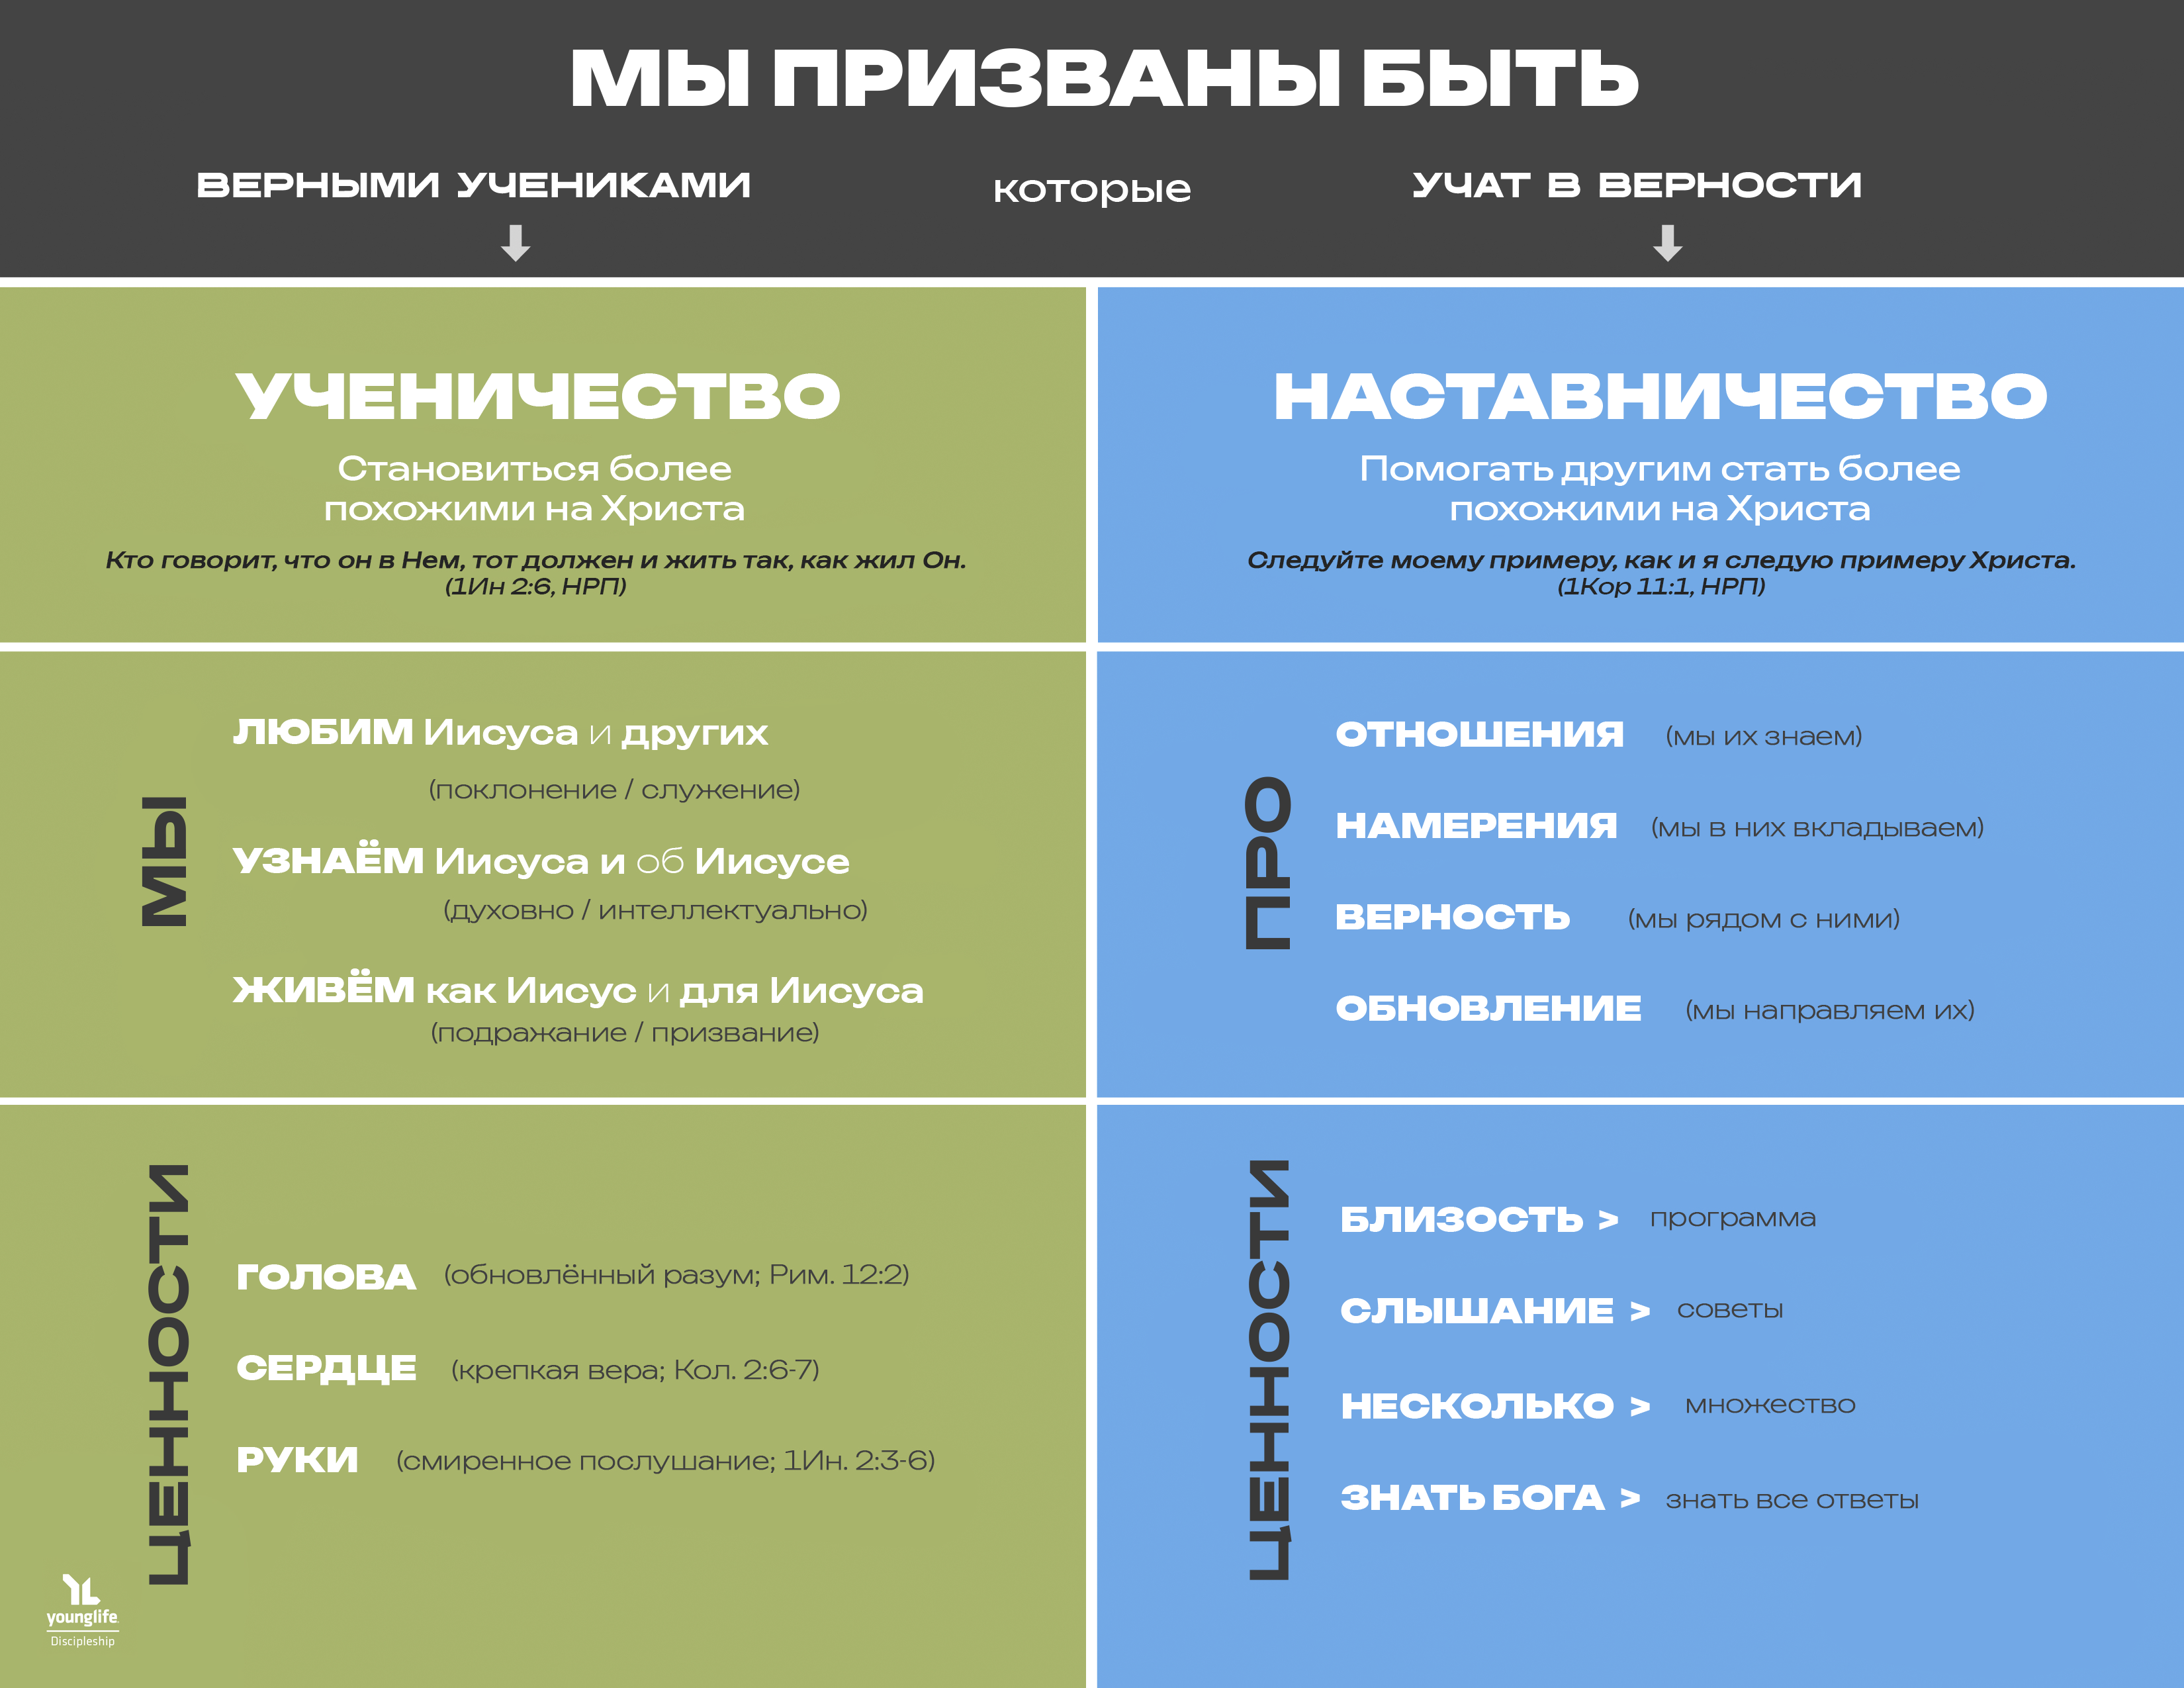 МЫ ПРИЗВАНЫ БЫТЬ
ВЕРНЫМИ УЧЕНИКАМИ
которые
УЧАТ В ВЕРНОСТИ
УЧЕНИЧЕСТВО
Становиться более
похожими на Христа
Кто говорит, что он в Нем, тот должен и жить так, как жил Он.
(1Ин 2:6, НРП)
НАСТАВНИЧЕСТВО
Помогать другим стать более
похожими на Христа
Следуйте моему примеру, как и я следую примеру Христа.
(1Кор 11:1, НРП)
МЫ
ЛЮБИМ Иисуса и других
(поклонение / служение)
УЗНАЁМ Иисуса и об Иисусе
(духовно / интеллектуально)
ЖИВЁМ как Иисус и для Иисуса
(подражание / призвание)
ПРО
ОТНОШЕНИЯ (мы их знаем)
НАМЕРЕНИЯ (мы в них вкладываем)
ВЕРНОСТЬ (мы рядом с ними)
ОБНОВЛЕНИЕ (мы направляем их)
ЦЕННОСТИ
ГОЛОВА (обновлённый разум; Рим. 12:2)
СЕРДЦЕ (крепкая вера; Кол. 2:6-7)
РУКИ (смиренное послушание; 1Ин. 2:3-6)
ЦЕННОСТИ
БЛИЗОСТЬ > программа
СЛЫШАНИЕ > советы
НЕСКОЛЬКО > множество
ЗНАТЬ БОГА > знать все ответы
YL
younglife
Discipleship